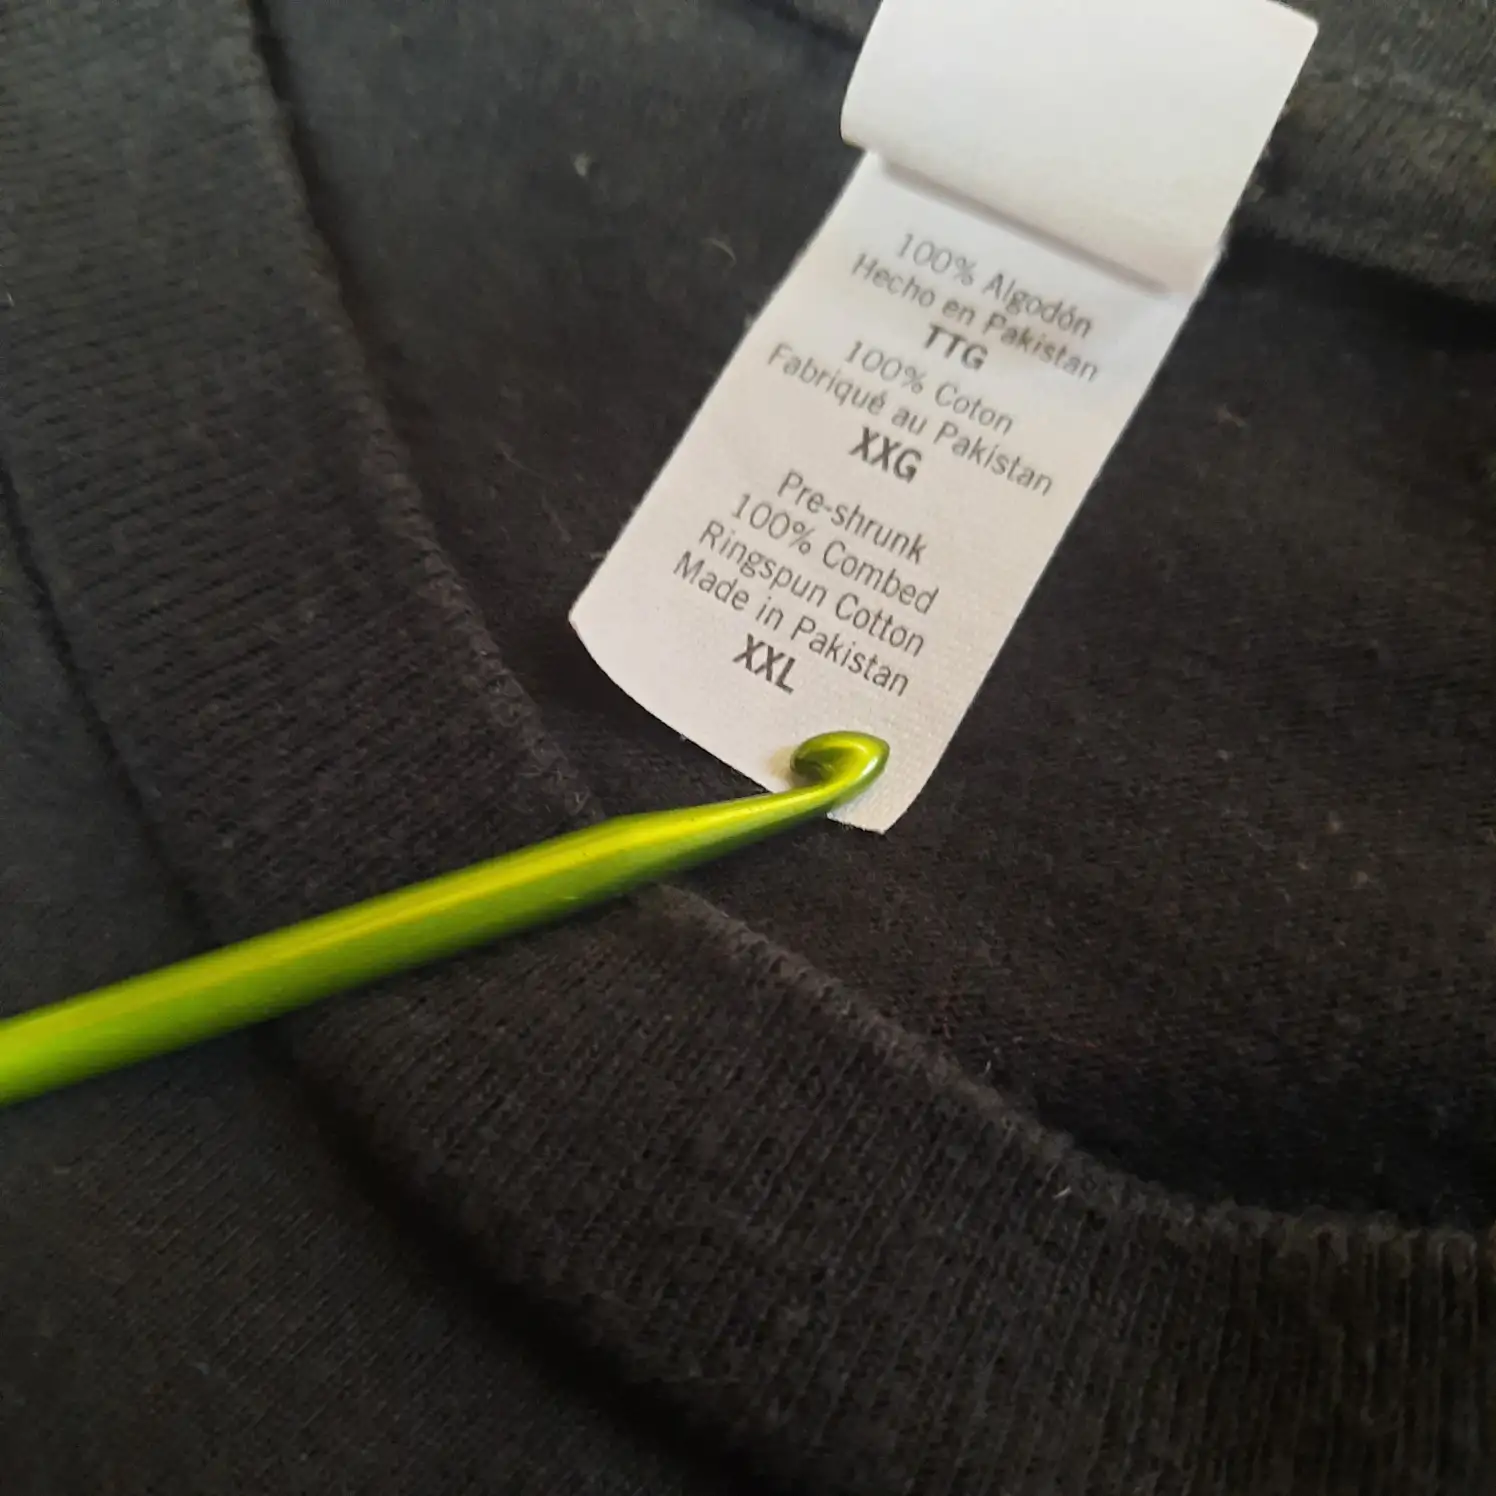 100% Algodón
Hecho en Pakistan
TTG
100% Coton
Fabriqué au Pakistan
XXG
Pre-shrunk
100% Combed
Ringspun Cotton
Made in Pakistan
XXL